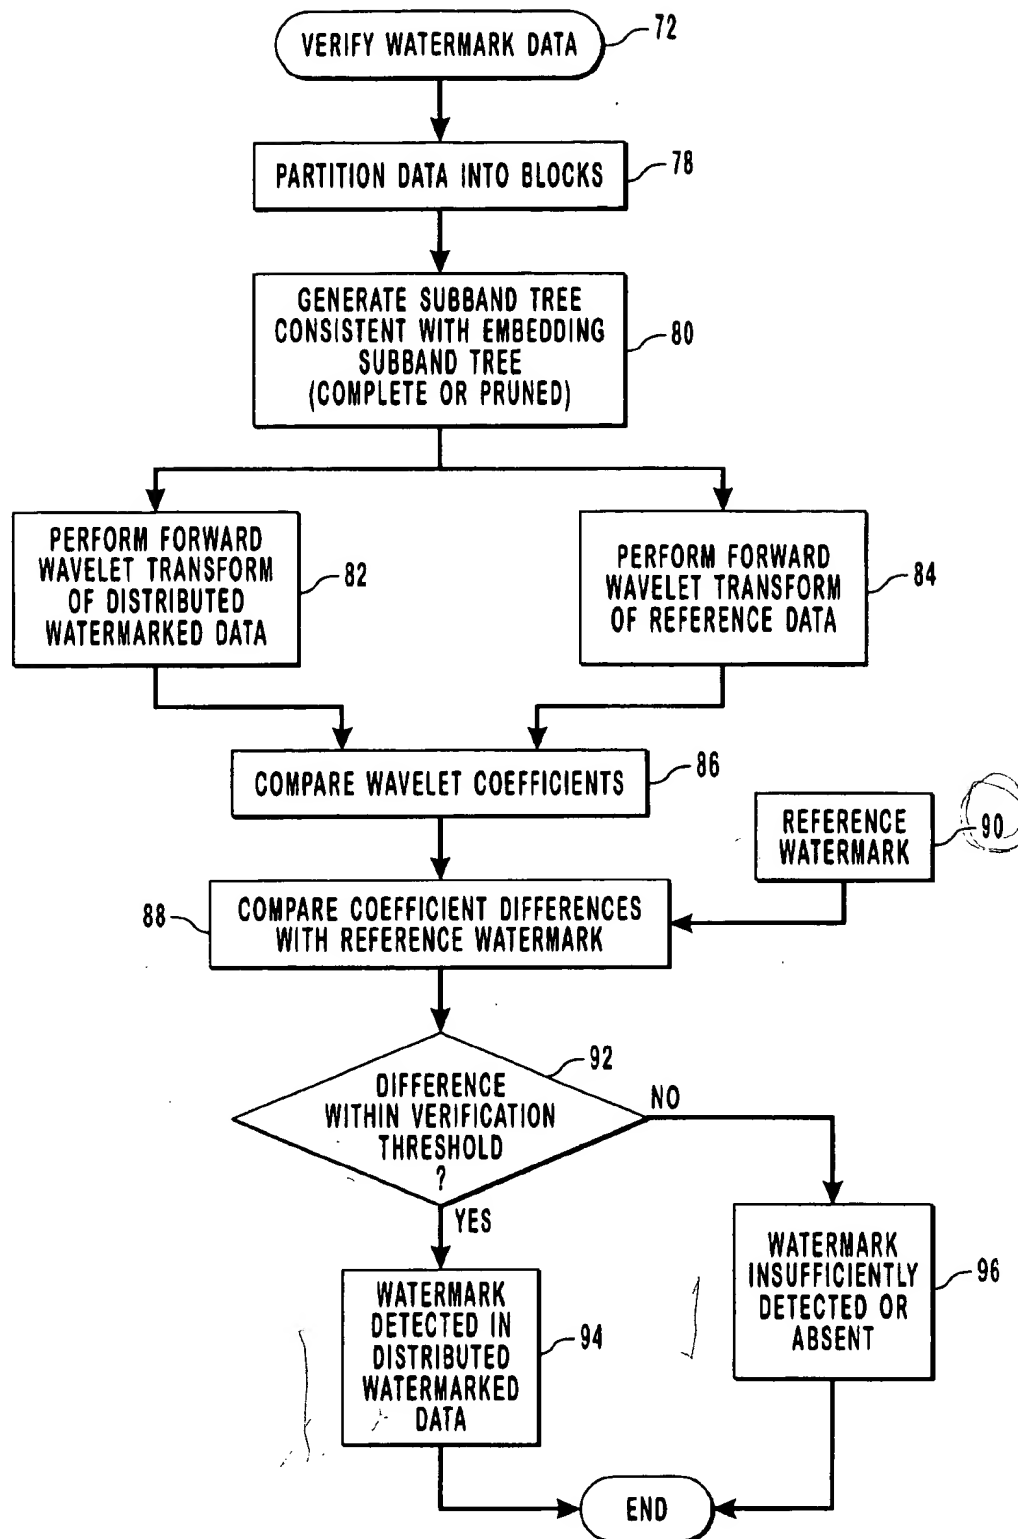 VERIFY WATERMARK DATA
72
PARTITION DATA INTO BLOCKS
78
GENERATE SUBBAND TREE
CONSISTENT WITH EMBEDDING
SUBBAND TREE
(COMPLETE OR PRUNED)
80
PERFORM FORWARD
WAVELET TRANSFORM
OF DISTRIBUTED
WATERMARKED DATA
82
PERFORM FORWARD
WAVELET TRANSFORM
OF REFERENCE DATA
84
COMPARE WAVELET COEFFICIENTS
86
REFERENCE
WATERMARK
90
88
COMPARE COEFFICIENT DIFFERENCES
WITH REFERENCE WATERMARK
DIFFERENCE
WITHIN VERIFICATION
THRESHOLD
?
92
NO
YES
WATERMARK
DETECTED IN
DISTRIBUTED
WATERMARKED
DATA
94
WATERMARK
INSUFFICIENTLY
DETECTED OR
ABSENT
96
END